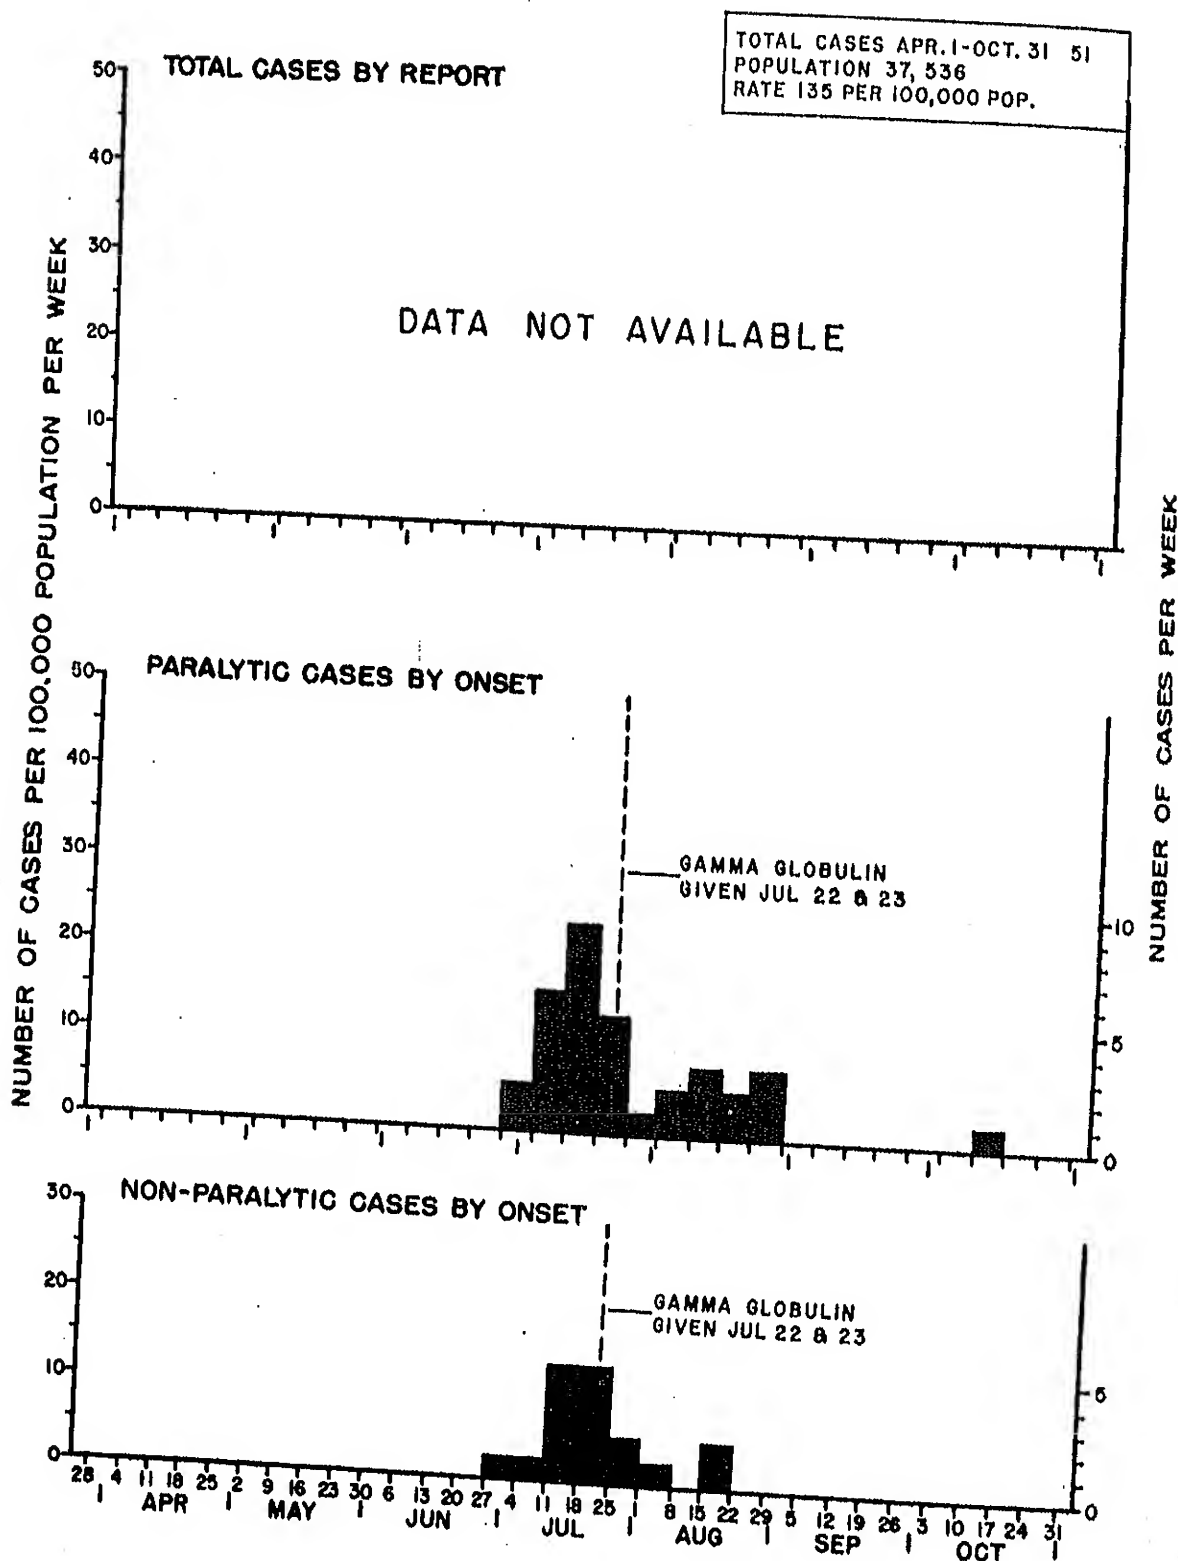 TOTAL CASES APR. 1-OCT. 31 51
POPULATION 37,536
RATE 135 PER 100,000 POP.
TOTAL CASES BY REPORT
50
40
30
20
10
0
DATA NOT AVAILABLE
NUMBER OF CASES PER 100,000 POPULATION PER WEEK
NUMBER OF CASES PER WEEK
PARALYTIC CASES BY ONSET
50
40
30
20
10
0
GAMMA GLOBULIN
GIVEN JUL 22 & 23
10
5
0
NON-PARALYTIC CASES BY ONSET
30
20
10
0
GAMMA GLOBULIN
GIVEN JUL 22 & 23
5
0
28 4 11 18 25 2 9 16 23 30 6 13 20 27 4 11 18 25 1 8 15 22 29 5 12 19 26 3 10 17 24 31
APR MAY JUN JUL AUG SEP OCT